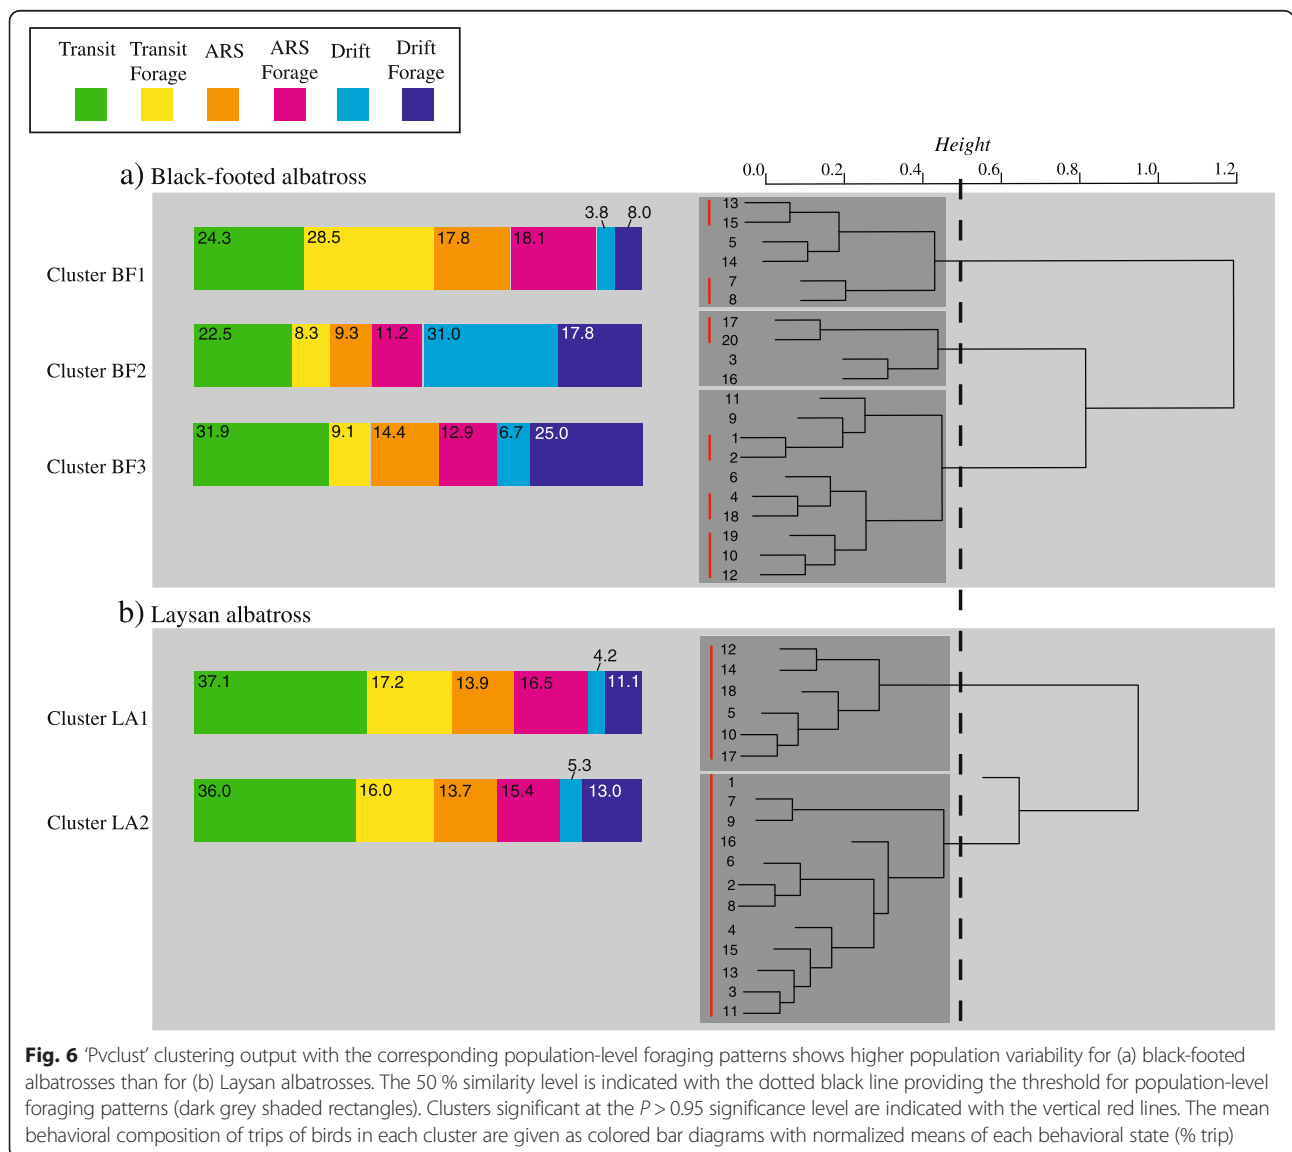 Transit Transit Forage ARS ARS Forage Drift Drift Forage
Height
0.0 0.2 0.4 0.6 0.8 1.0 1.2
a) Black-footed albatross
Cluster BF1
24.3 28.5 17.8 18.1 3.8 8.0
Cluster BF2
22.5 8.3 9.3 11.2 31.0 17.8
Cluster BF3
31.9 9.1 14.4 12.9 6.7 25.0
13
15
5
14
7
8
17
20
3
16
11
9
1
2
6
4
18
19
10
12
b) Laysan albatross
Cluster LA1
37.1 17.2 13.9 16.5 4.2 11.1
Cluster LA2
36.0 16.0 13.7 15.4 5.3 13.0
12
14
18
5
10
17
1
7
9
16
6
2
8
4
15
13
3
11
Fig. 6 'Pvclust' clustering output with the corresponding population-level foraging patterns shows higher population variability for (a) black-footed
albatrosses than for (b) Laysan albatrosses. The 50 % similarity level is indicated with the dotted black line providing the threshold for population-level
foraging patterns (dark grey shaded rectangles). Clusters significant at the P > 0.95 significance level are indicated with the vertical red lines. The mean
behavioral composition of trips of birds in each cluster are given as colored bar diagrams with normalized means of each behavioral state (% trip)